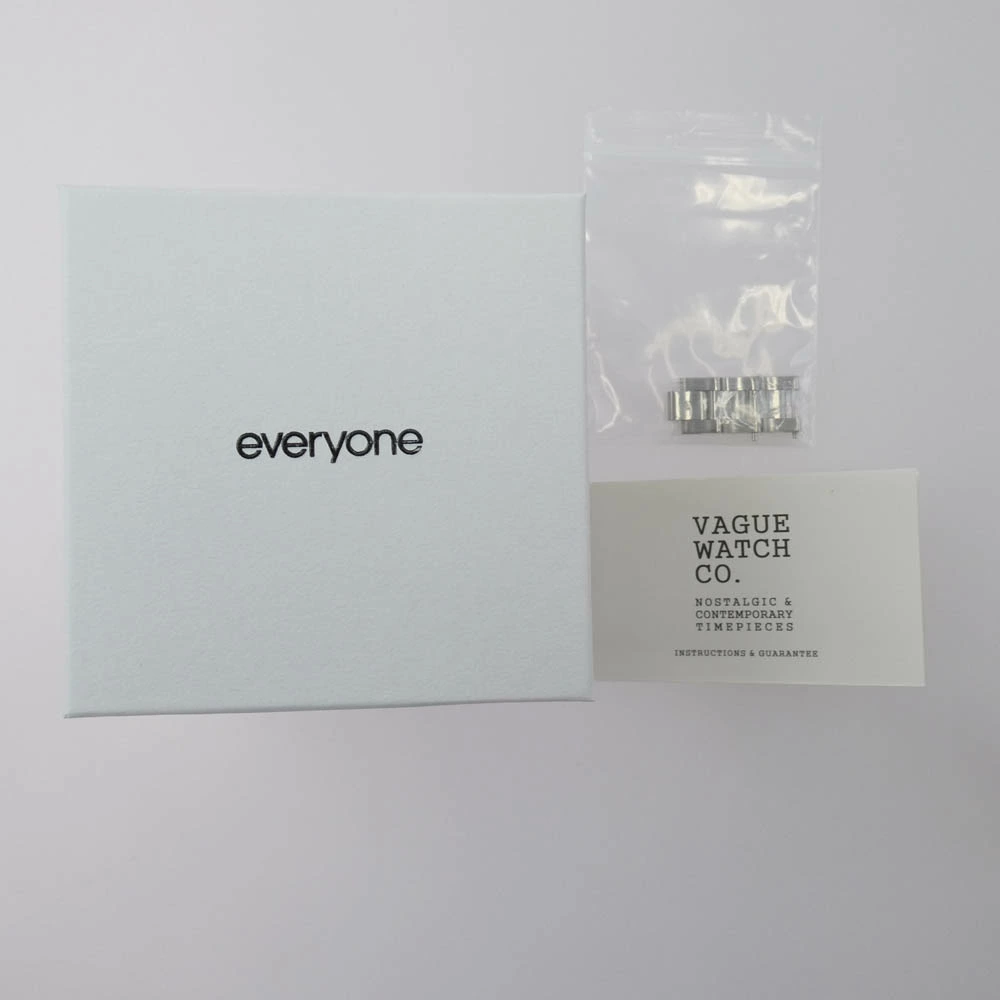 everyone
VAGUE
WATCH
CO.
NOSTALGIC &
CONTEMPORARY
TIMEPIECES
INSTRUCTIONS & GUARANTEE